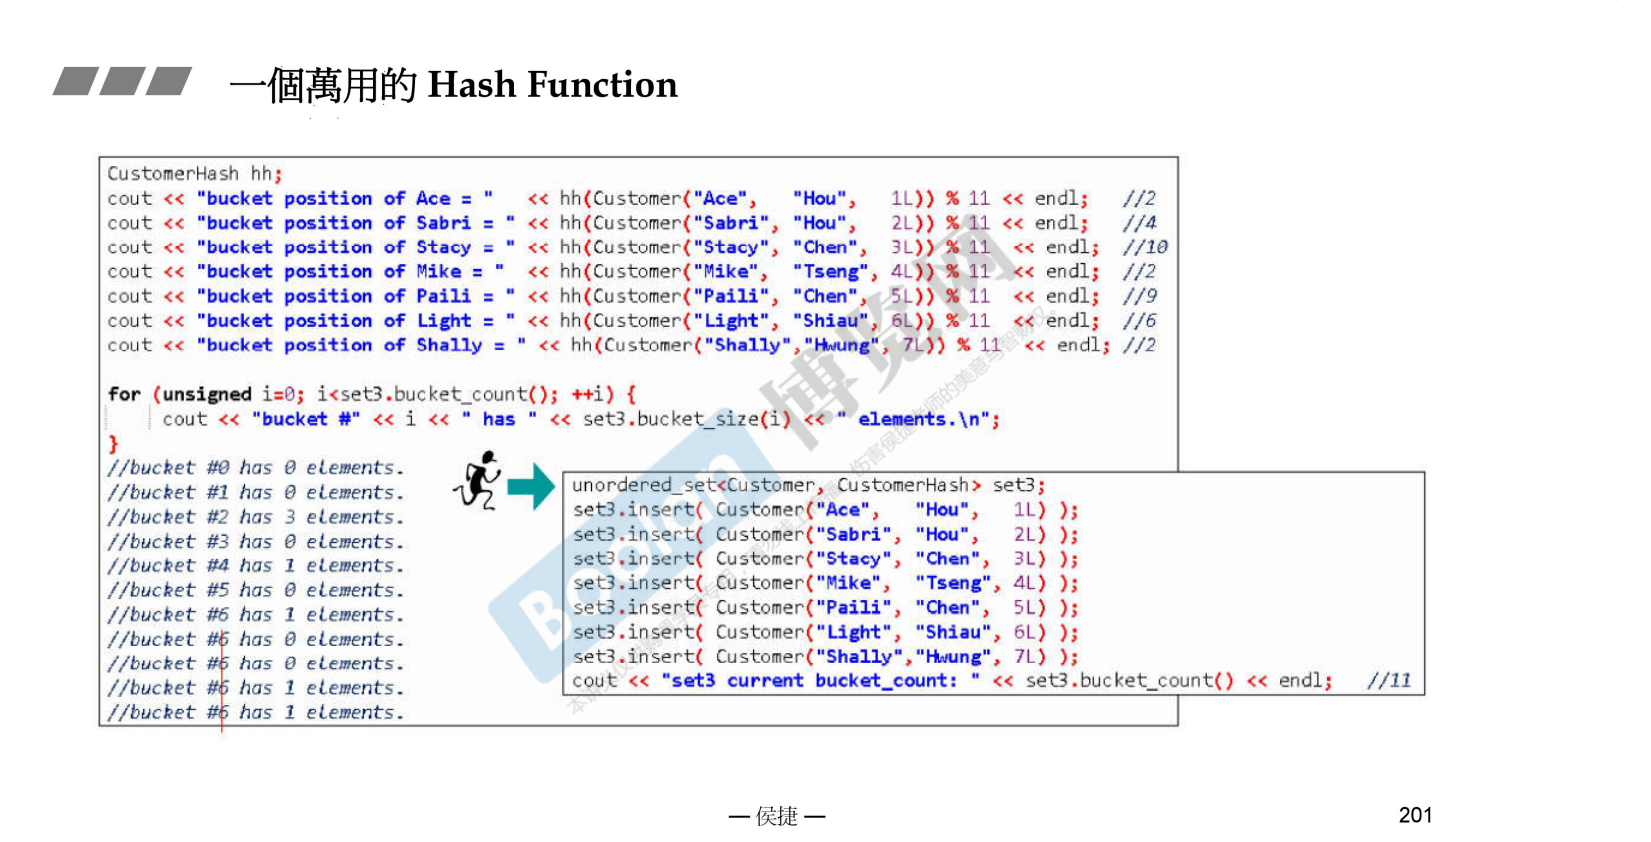 一個萬用的 Hash Function
CustomerHash hh;
cout << "bucket position of Ace = "   << hh(Customer("Ace",   "Hou",   1L)) % 11 << endl;   //2
cout << "bucket position of Sabri = " << hh(Customer("Sabri", "Hou",   2L)) % 11 << endl;   //4
cout << "bucket position of Stacy = " << hh(Customer("Stacy", "Chen",  3L)) % 11  << endl;  //10
cout << "bucket position of Mike = "  << hh(Customer("Mike",  "Tseng", 4L)) % 11  << endl;  //2
cout << "bucket position of Paili = " << hh(Customer("Paili", "Chen",  5L)) % 11  << endl;  //9
cout << "bucket position of Light = " << hh(Customer("Light", "Shiau", 6L)) % 11  << endl;  //6
cout << "bucket position of Shally = " << hh(Customer("Shally","Hwung", 7L)) % 11  << endl; //2
for (unsigned i=0; i<set3.bucket_count(); ++i) {
cout << "bucket #" << i << " has " << set3.bucket_size(i) << " elements.\n";
}
//bucket #0 has 0 elements.
//bucket #1 has 0 elements.
//bucket #2 has 3 elements.
//bucket #3 has 0 elements.
//bucket #4 has 1 elements.
//bucket #5 has 0 elements.
//bucket #6 has 1 elements.
//bucket #6 has 0 elements.
//bucket #6 has 0 elements.
//bucket #6 has 1 elements.
//bucket #6 has 1 elements.
unordered_set<Customer, CustomerHash> set3;
set3.insert( Customer("Ace",   "Hou",   1L) );
set3.insert( Customer("Sabri", "Hou",   2L) );
set3.insert( Customer("Stacy", "Chen",  3L) );
set3.insert( Customer("Mike",  "Tseng", 4L) );
set3.insert( Customer("Paili", "Chen",  5L) );
set3.insert( Customer("Light", "Shiau", 6L) );
set3.insert( Customer("Shally","Hwung", 7L) );
cout << "set3 current bucket_count: " << set3.bucket_count() << endl;   //11
Boolan 博览网
— 侯捷 —
201